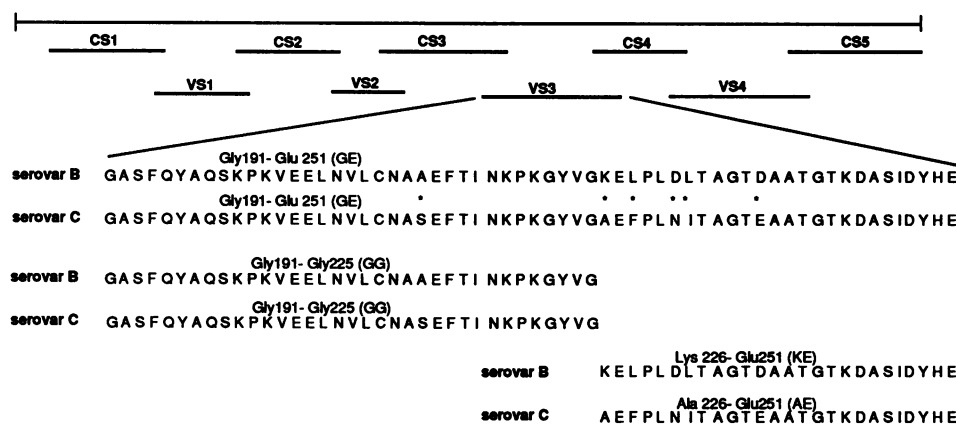 CS1 CS2 CS3 CS4 CS5
VS1 VS2 VS3 VS4
Gly191- Glu 251 (GE)
serovar B GASFQYAQSKPKVEELNVLCNAAEFTINKPKGYVGKELPLDLTAGTDAATGTKDASIDYHE
Gly191- Glu 251 (GE) * * * * * *
serovar C GASFQYAQSKPKVEELNVLCNASEFTINKPKGYVGAEFPLNITAGTEAATGTKDASIDYHE
Gly191- Gly225 (GG)
serovar B GASFQYAQSKPKVEELNVLCNAAEFTINKPKGYVG
Gly191- Gly225 (GG)
serovar C GASFQYAQSKPKVEELNVLCNASEFTINKPKGYVG
Lys 226- Glu251 (KE)
serovar B KELPLDLTAGTDAATGTKDASIDYHE
Ala 226- Glu251 (AE)
serovar C AEFPLNITAGTEAATGTKDASIDYHE